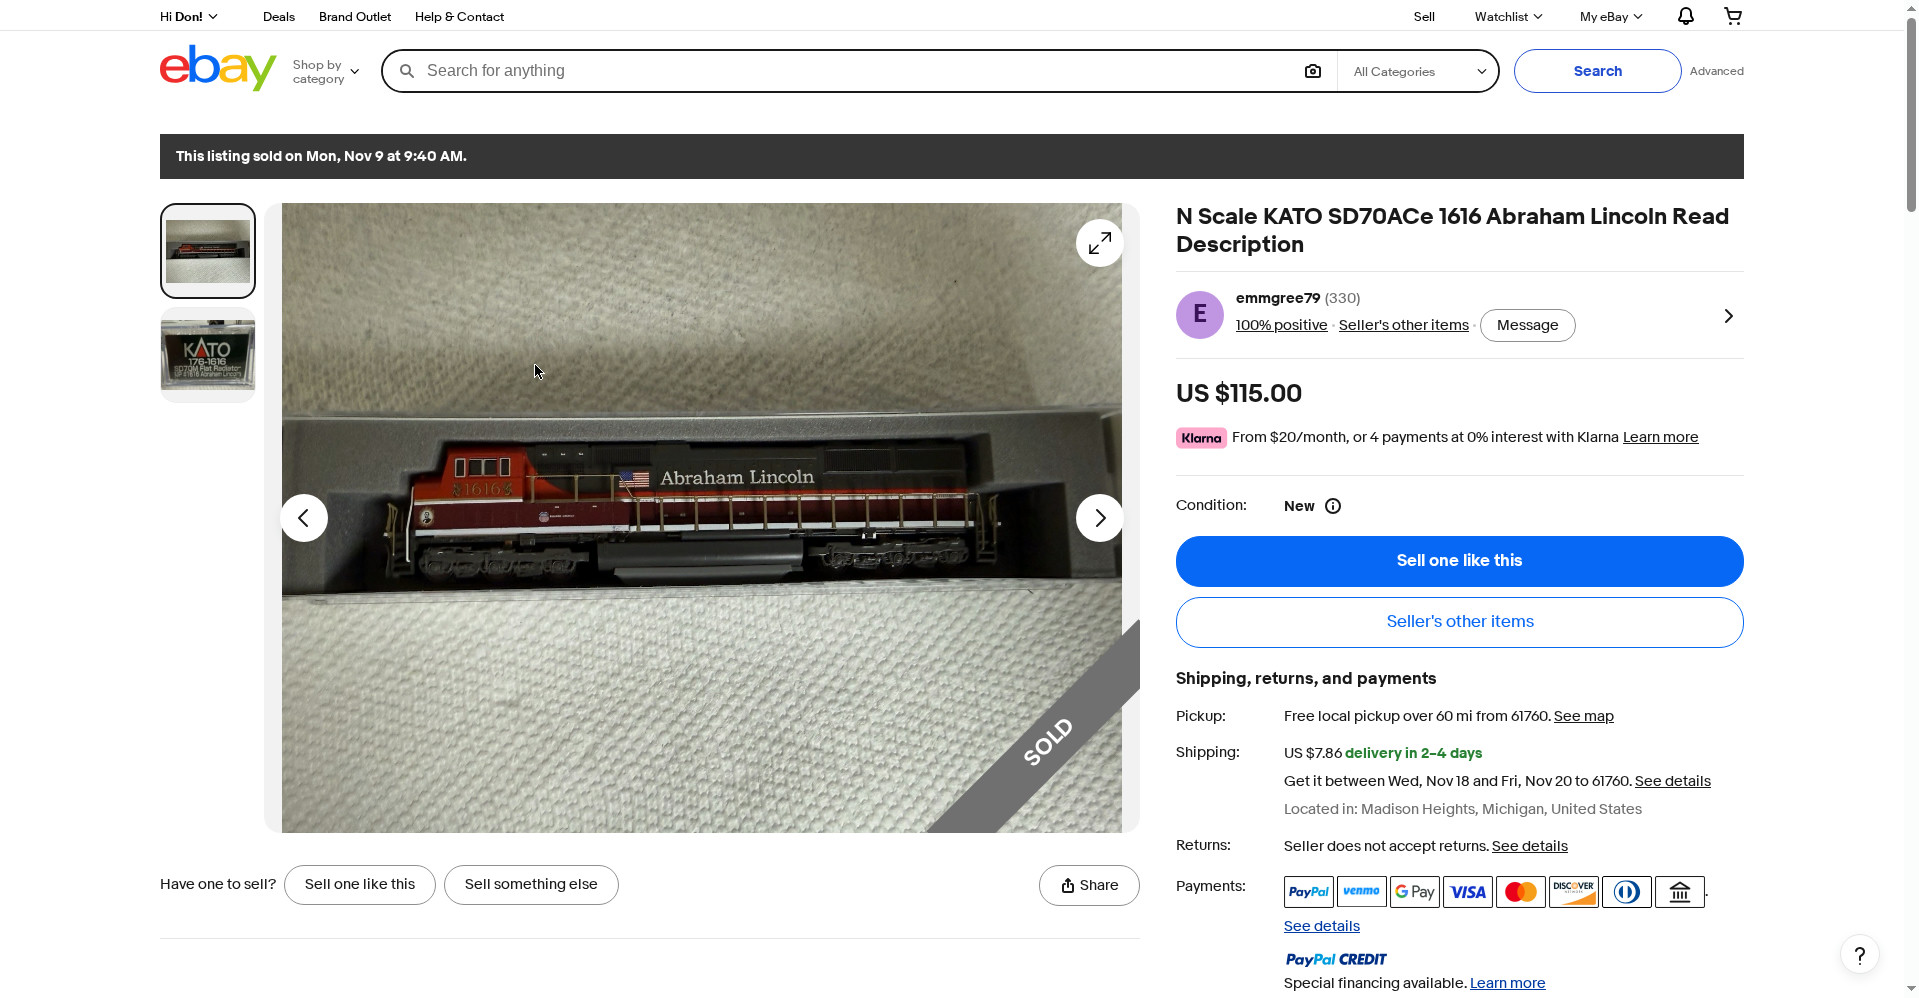 Hi Don!
Deals
Brand Outlet
Help & Contact
Sell
Watchlist
My eBay
ebay
Shop by category
Search for anything
All Categories
Search
Advanced
This listing sold on Mon, Nov 9 at 9:40 AM.
KATO
176-1616
SD70M Flat Radiator
UP #1616 Abraham Lincoln
Abraham Lincoln
1616
SOLD
N Scale KATO SD70ACe 1616 Abraham Lincoln Read
Description
E
emmgree79 (330)
100% positive · Seller's other items · Message
US $115.00
Klarna From $20/month, or 4 payments at 0% interest with Klarna Learn more
Condition: New
Sell one like this
Seller's other items
Shipping, returns, and payments
Pickup: Free local pickup over 60 mi from 61760. See map
Shipping: US $7.86 delivery in 2–4 days
Get it between Wed, Nov 18 and Fri, Nov 20 to 61760. See details
Located in: Madison Heights, Michigan, United States
Returns: Seller does not accept returns. See details
Payments: PayPal venmo G Pay VISA DISCOVER
See details
PayPal CREDIT
Special financing available. Learn more
Have one to sell? Sell one like this Sell something else Share
?